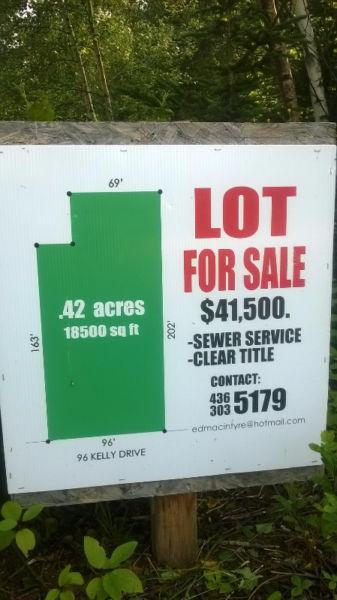 69'
.42 acres
18500 sq ft
163'
202'
96'
96 KELLY DRIVE
LOT
FOR SALE
$41,500.
-SEWER SERVICE
-CLEAR TITLE
CONTACT:
436 5179
303
edmacintyre@hotmail.com